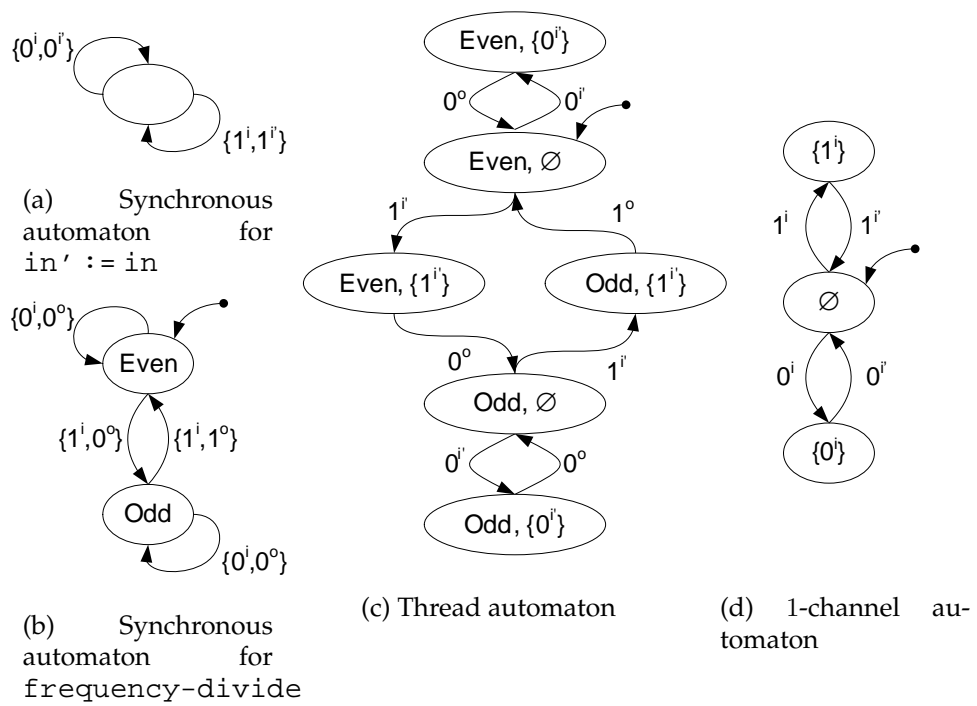 {0^i,0^i'}
{1^i,1^i'}
(a) Synchronous
automaton for
in' := in
{0^i,0^o}
Even
{1^i,0^o} {1^i,1^o}
Odd
{0^i,0^o}
(b) Synchronous
automaton for
frequency-divide
Even, {0^i'}
0^o 0^i'
Even, ∅
1^i' 1^o
Even, {1^i'} Odd, {1^i'}
0^o 1^i'
Odd, ∅
0^i' 0^o
Odd, {0^i'}
(c) Thread automaton
{1^i}
1^i 1^i'
∅
0^i 0^i'
{0^i}
(d) 1-channel au-
tomaton